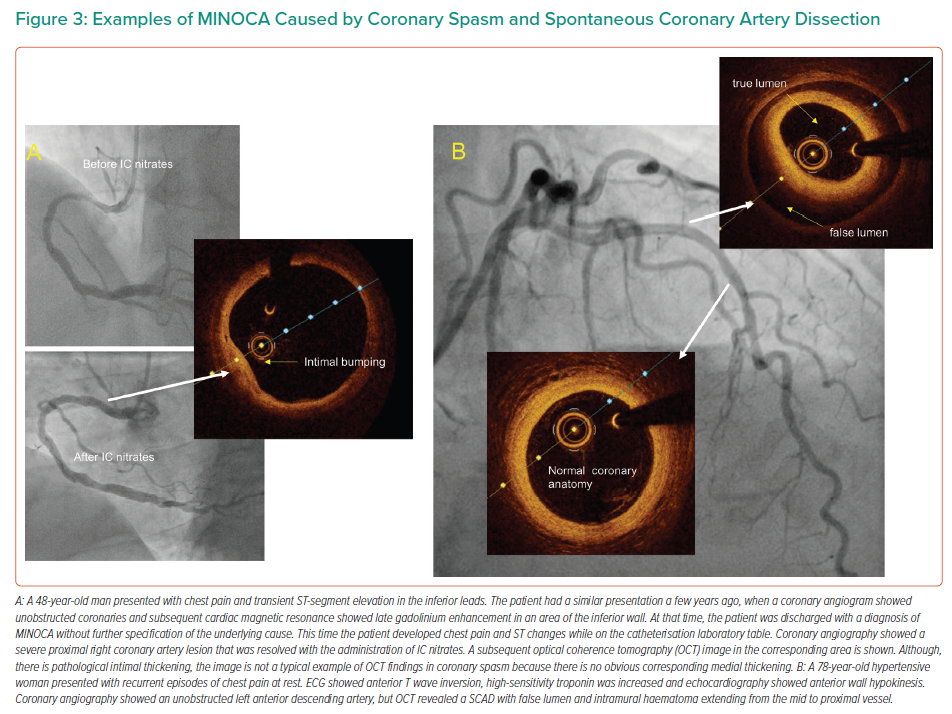 Figure 3: Examples of MINOCA Caused by Coronary Spasm and Spontaneous Coronary Artery Dissection
A
Before IC nitrates
Intimal bumping
After IC nitrates
B
true lumen
false lumen
Normal coronary
anatomy
A: A 48-year-old man presented with chest pain and transient ST-segment elevation in the inferior leads. The patient had a similar presentation a few years ago, when a coronary angiogram showed
unobstructed coronaries and subsequent cardiac magnetic resonance showed late gadolinium enhancement in an area of the inferior wall. At that time, the patient was discharged with a diagnosis of
MINOCA without further specification of the underlying cause. This time the patient developed chest pain and ST changes while on the catheterisation laboratory table. Coronary angiography showed a
severe proximal right coronary artery lesion that was resolved with the administration of IC nitrates. A subsequent optical coherence tomography (OCT) image in the corresponding area is shown. Although,
there is pathological intimal thickening, the image is not a typical example of OCT findings in coronary spasm because there is no obvious corresponding medial thickening. B: A 78-year-old hypertensive
woman presented with recurrent episodes of chest pain at rest. ECG showed anterior T wave inversion, high-sensitivity troponin was increased and echocardiography showed anterior wall hypokinesis.
Coronary angiography showed an unobstructed left anterior descending artery, but OCT revealed a SCAD with false lumen and intramural haematoma extending from the mid to proximal vessel.